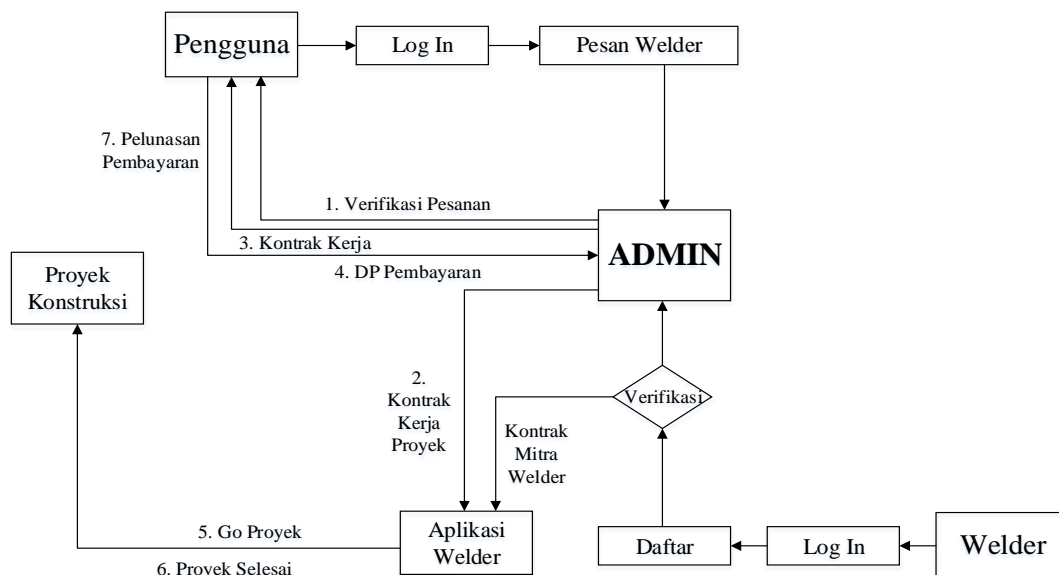 Pengguna
Log In
Pesan Welder
7. Pelunasan
Pembayaran
1. Verifikasi Pesanan
3. Kontrak Kerja
4. DP Pembayaran
ADMIN
Proyek
Konstruksi
2.
Kontrak
Kerja
Proyek
Verifikasi
Kontrak
Mitra
Welder
5. Go Proyek
6. Proyek Selesai
Aplikasi
Welder
Daftar
Log In
Welder